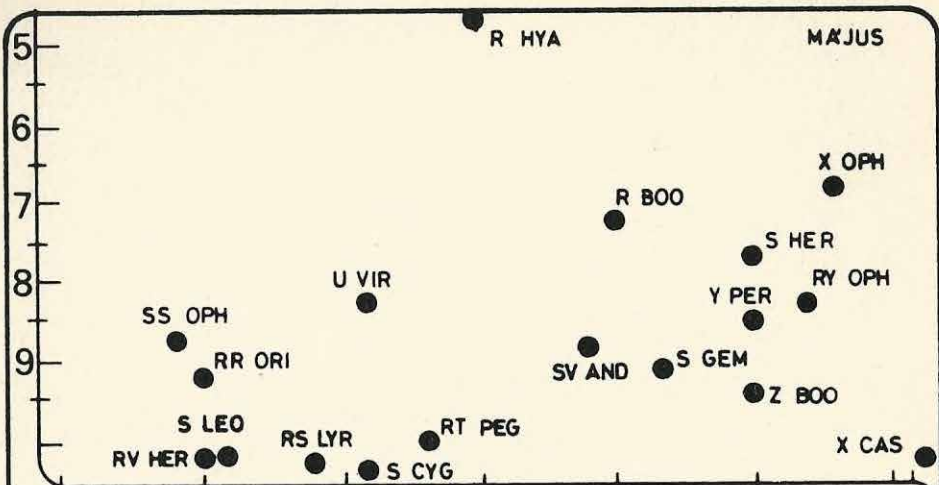 5
R HYA
MÁJUS
6
X OPH
7
R BOO
S HER
8
U VIR
Y PER
RY OPH
SS OPH
9
RR ORI
SV AND
S GEM
Z BOO
S LEO
RV HER
RS LYR
RT PEG
S CYG
X CAS